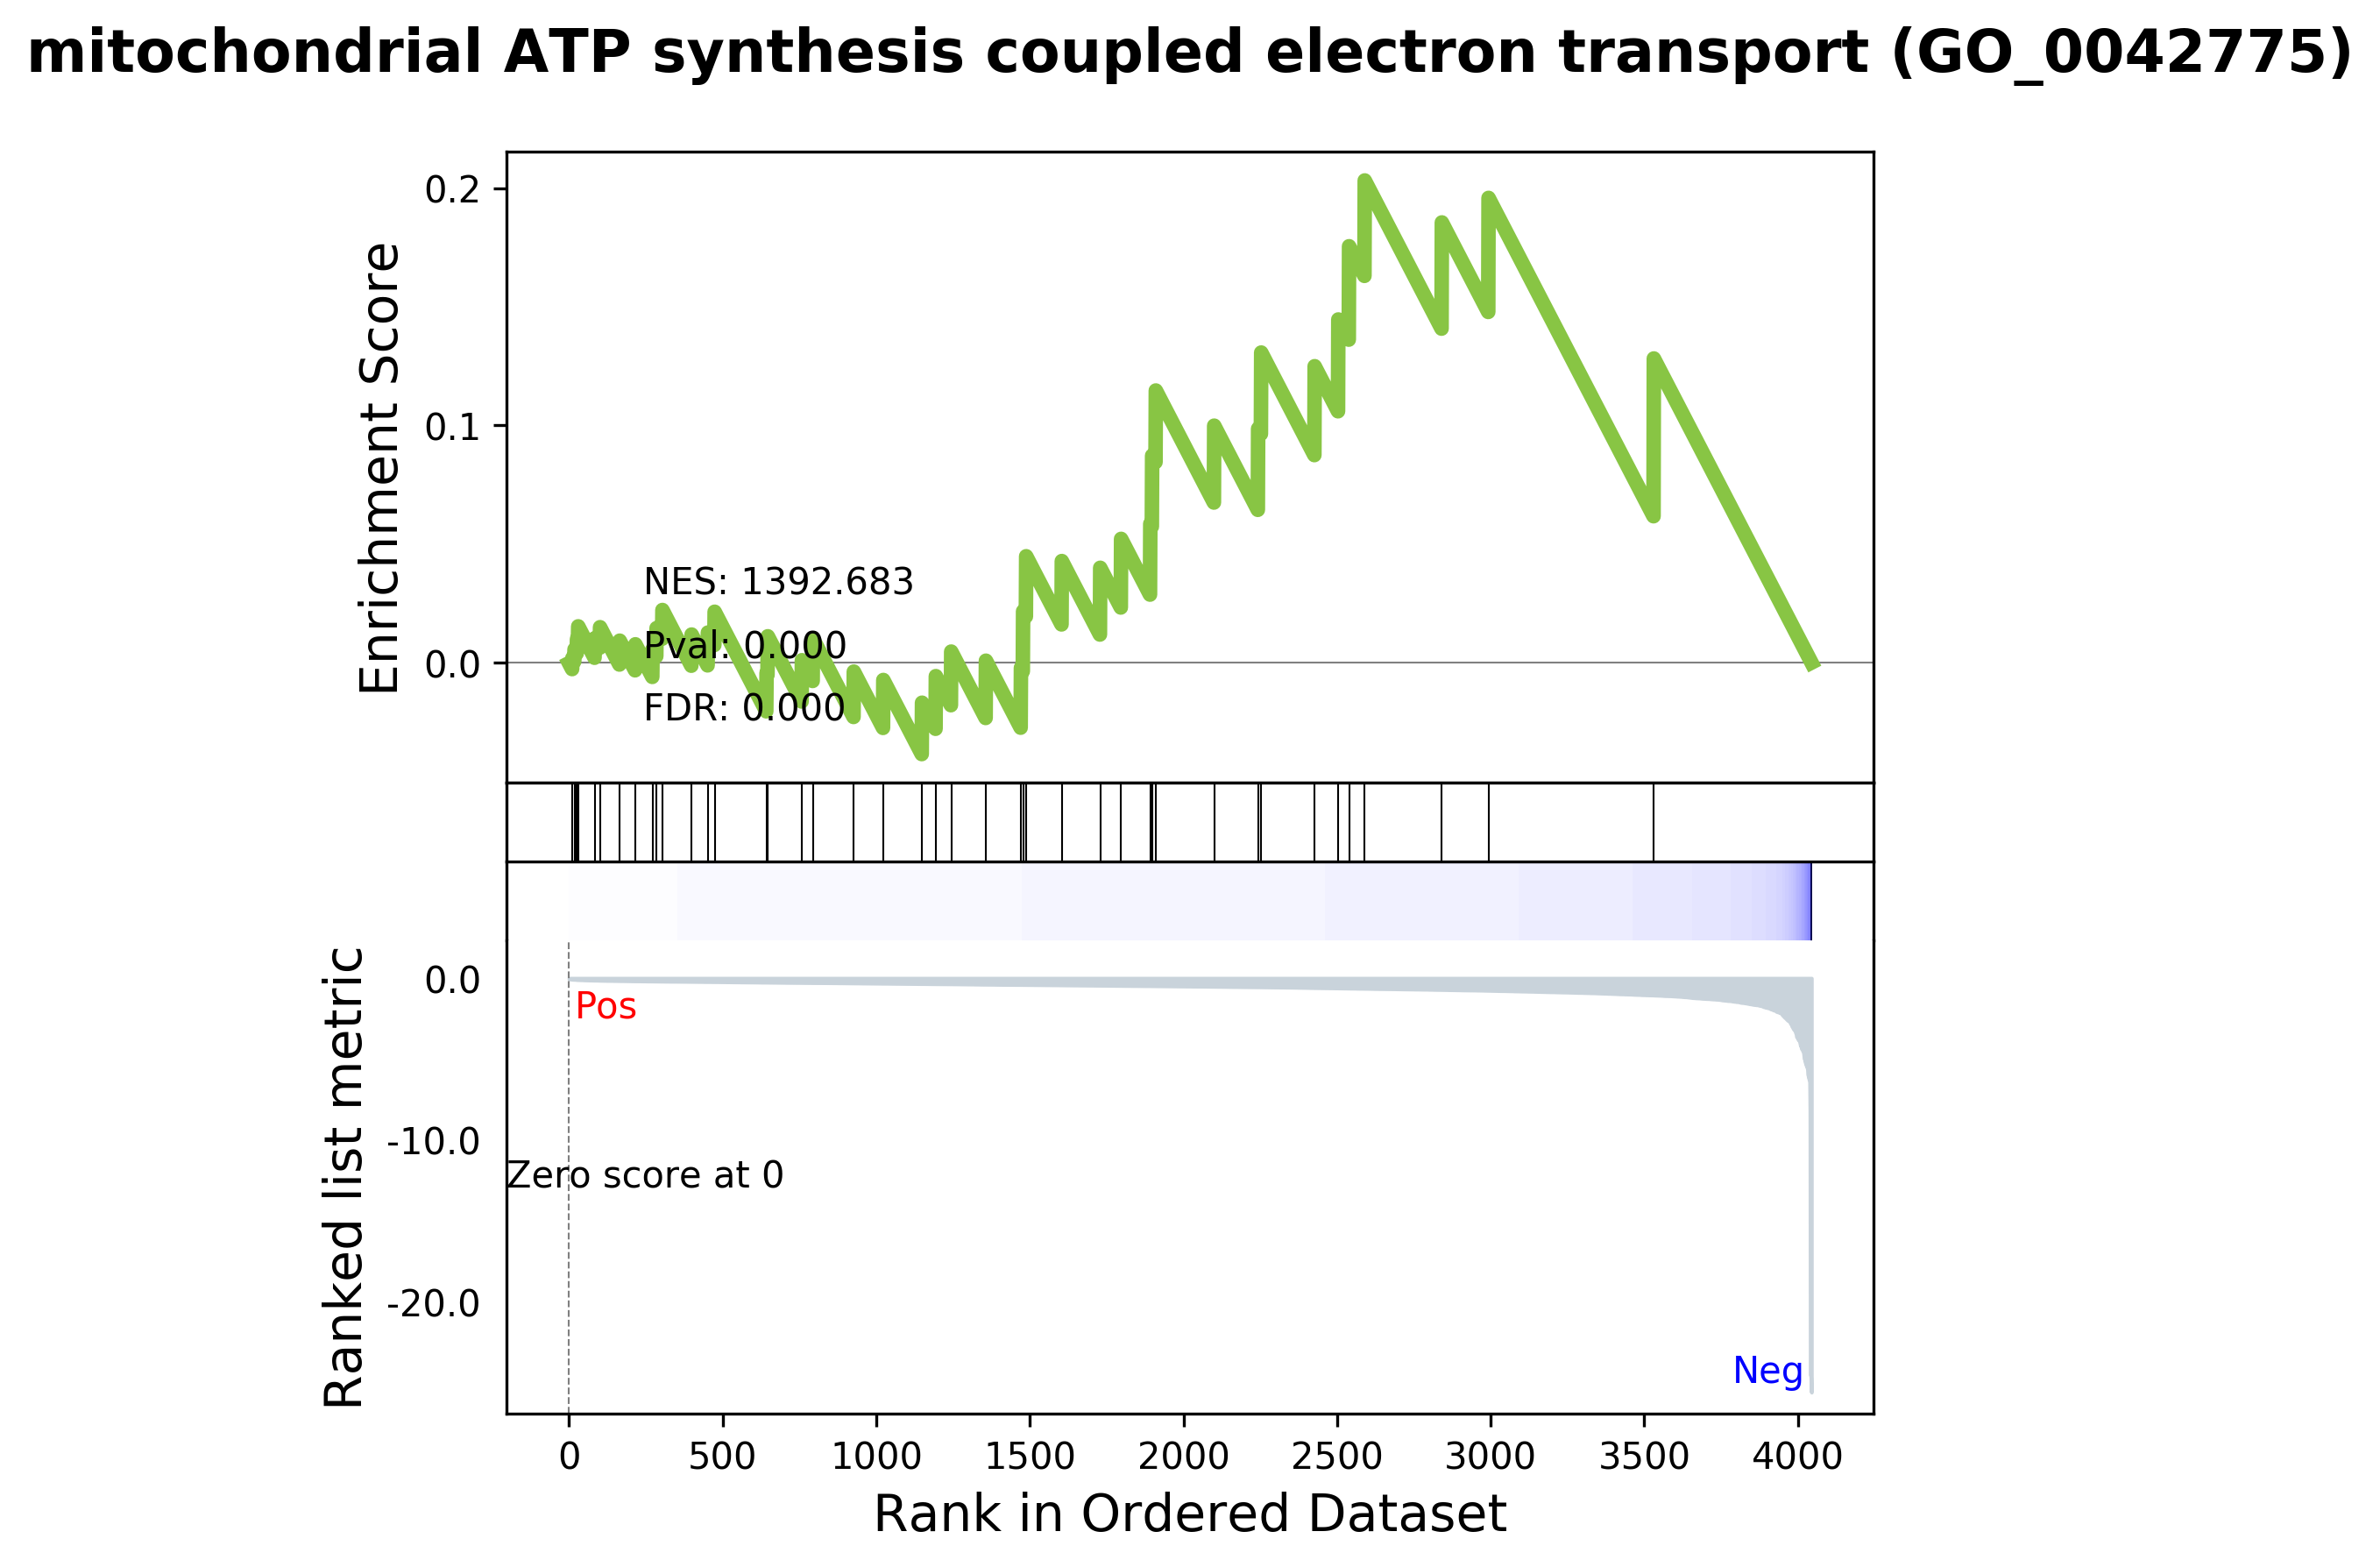 mitochondrial ATP synthesis coupled electron transport (GO_0042775)
Enrichment Score
0.2
0.1
0.0
NES: 1392.683
Pval: 0.000
FDR: 0.000
Ranked list metric
0.0
-10.0
-20.0
Pos
Zero score at 0
Neg
0 500 1000 1500 2000 2500 3000 3500 4000
Rank in Ordered Dataset